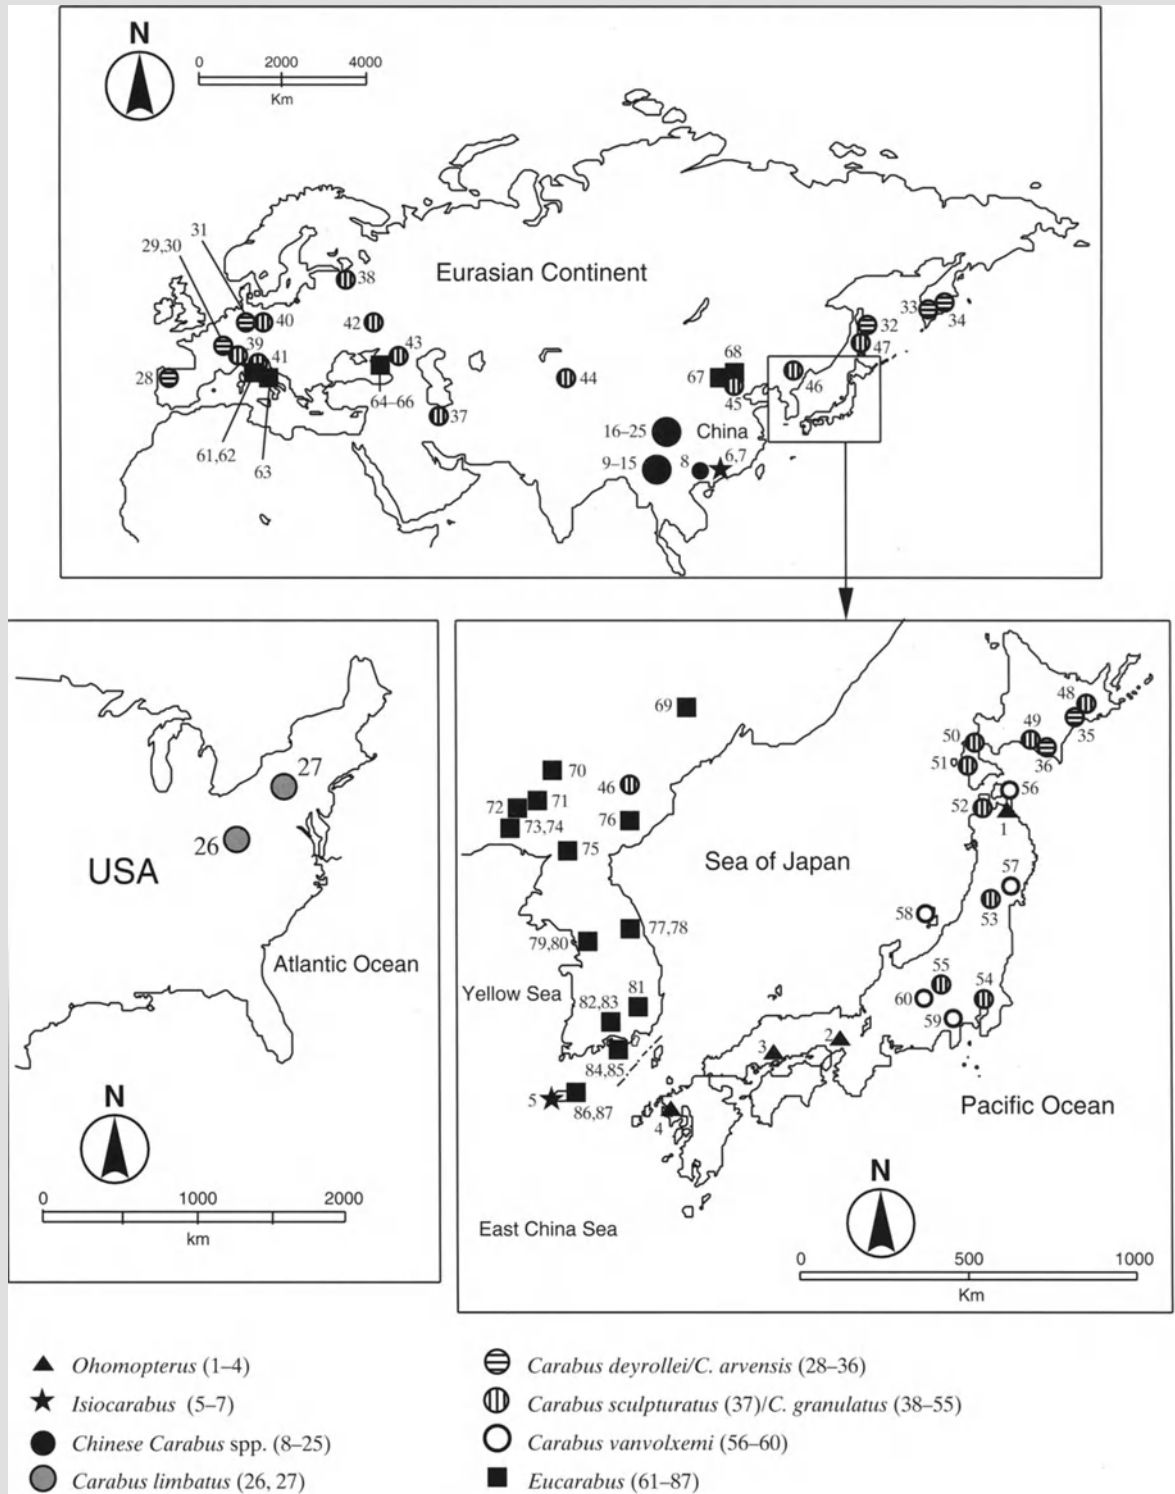 N
0 2000 4000
Km
31
29,30
38
Eurasian Continent
40
42
39
43
41
28
44
64–66
37
61,62
63
68
67
45
46
32
47
33
34
16–25
China
9–15
8
6,7
27
26
USA
Atlantic Ocean
N
0 1000 2000
km
69
70
71
72
73,74
46
76
75
Sea of Japan
77,78
79,80
Yellow Sea
81
82,83
84,85
5
86,87
4
3
2
East China Sea
48
49
35
50
36
51
56
52
1
57
58
53
55
54
60
59
Pacific Ocean
N
0 500 1000
Km
Ohomopterus (1–4)
Isiocarabus (5–7)
Chinese Carabus spp. (8–25)
Carabus limbatus (26, 27)
Carabus deyrollei/C. arvensis (28–36)
Carabus sculpturatus (37)/C. granulatus (38–55)
Carabus vanvolxemi (56–60)
Eucarabus (61–87)